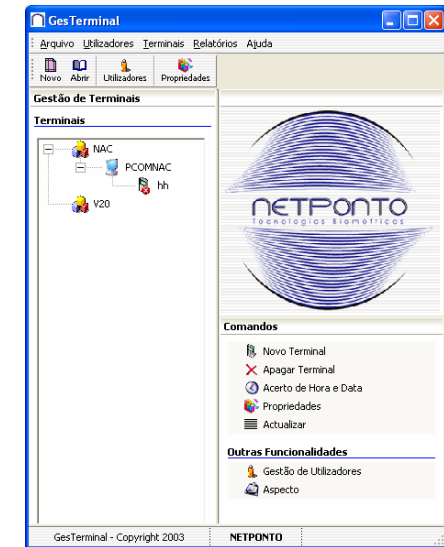 GesTerminal
Arquivo Utilizadores Terminais Relatórios Ajuda
Novo Abrir Utilizadores Propriedades
Gestão de Terminais
Terminais
NAC
PCOMNAC
hh
V20
NETPONTO
Tecnologias Biométricas
Comandos
Novo Terminal
Apagar Terminal
Acerto de Hora e Data
Propriedades
Actualizar
Outras Funcionalidades
Gestão de Utilizadores
Aspecto
GesTerminal - Copyright 2003 NETPONTO